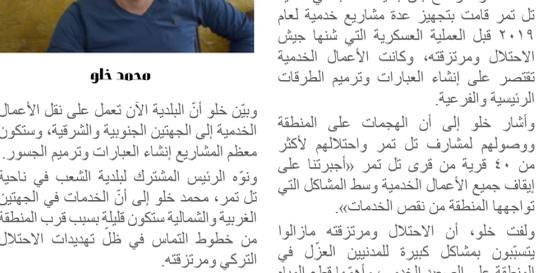 تل تمر قامت بتجهيز عدة مشاريع خدمية لعام
٢٠١٩ قبل العملية العسكرية التي شنها جيش
الاحتلال ومرتزقته، وكانت الأعمال الخدمية
تقتصر على إنشاء العبارات وترميم الطرقات
الرئيسية والفرعية.
وأشار خلو إلى أن الهجمات على المنطقة
ووصولهم لمشارف تل تمر واحتلالهم لأكثر
من ٤٠ قرية من قرى تل تمر «أجبرتنا على
إيقاف جميع الأعمال الخدمية وسط المشاكل التي
تواجهها المنطقة من نقص الخدمات».
ولفت خلو، أن الاحتلال ومرتزقته مازالوا
يتسبّبون بمشاكل كبيرة للمدنيين العزّل في
محمد خلو
وبيّن خلو أنّ البلدية الآن تعمل على نقل الأعمال
الخدمية إلى الجهتين الجنوبية والشرقية، وستكون
معظم المشاريع إنشاء العبارات وترميم الجسور.
ونوّه الرئيس المشترك لبلدية الشعب في ناحية
تل تمر، محمد خلو إلى أنّ الخدمات في الجهتين
الغربية والشمالية ستكون قليلة بسبب قرب المنطقة
من خطوط التماس في ظلّ تهديدات الاحتلال
التركي ومرتزقته.